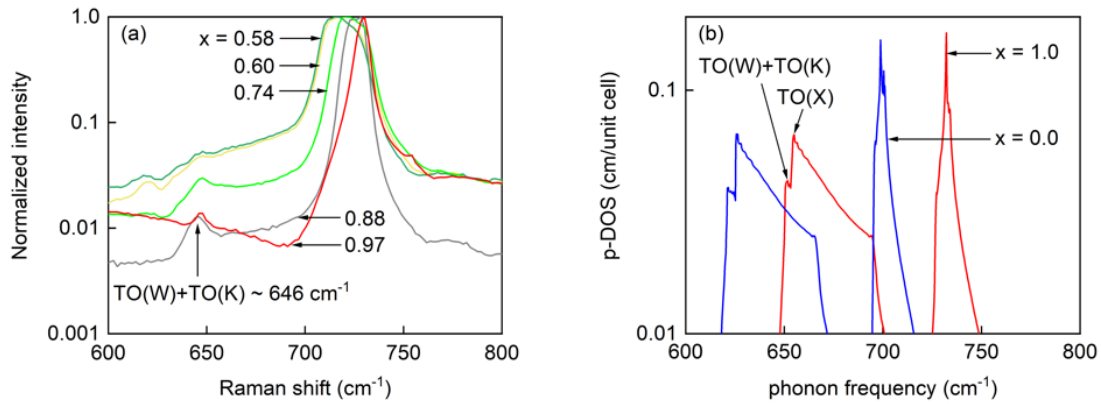 (a)
x = 0.58
0.60
0.74
0.88
0.97
TO(W)+TO(K) ~ 646 cm⁻¹
Normalized intensity
1.0
0.1
0.01
0.001
600
650
700
750
800
Raman shift (cm⁻¹)
(b)
TO(W)+TO(K)
TO(X)
x = 1.0
x = 0.0
p-DOS (cm/unit cell)
0.1
0.01
600
650
700
750
800
phonon frequency (cm⁻¹)